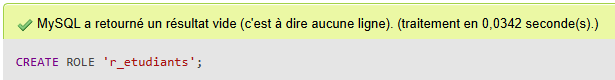 MySQL a retourné un résultat vide (c'est à dire aucune ligne). (traitement en 0,0342 seconde(s).)
CREATE ROLE 'r_etudiants';